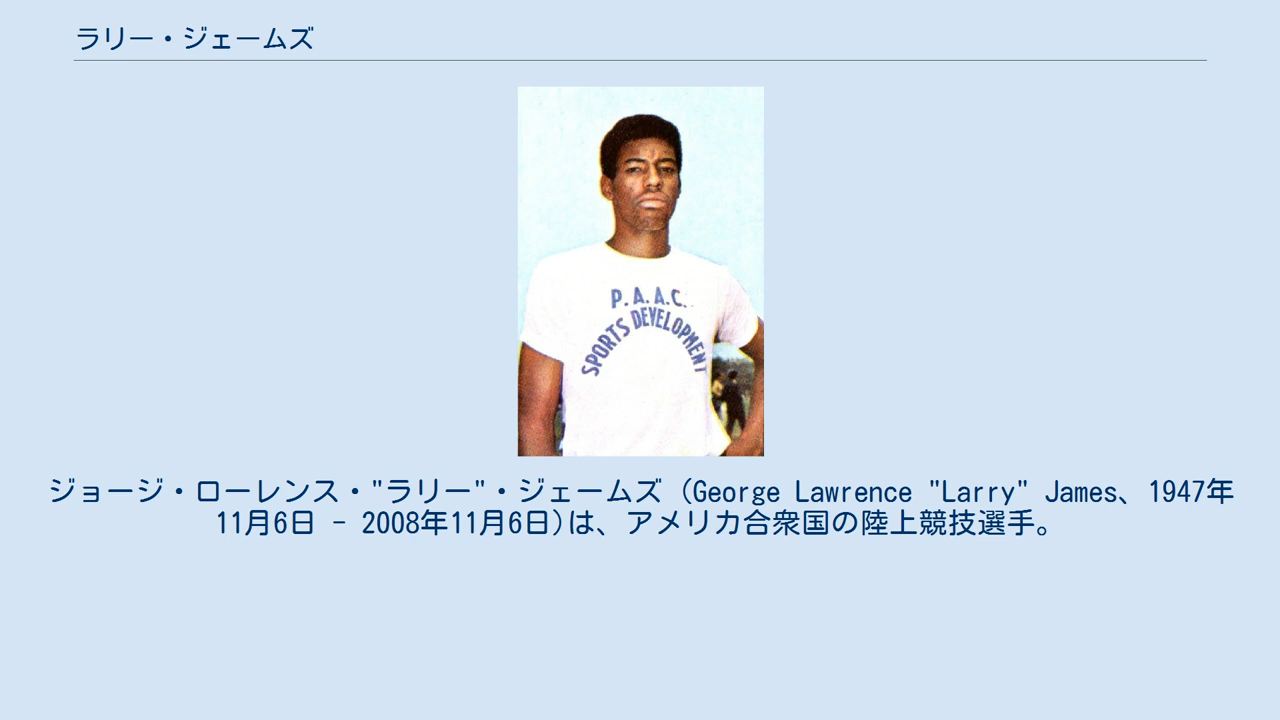 ラリー・ジェームズ
P.A.A.C.
SPORTS DEVELOPMENT
ジョージ・ローレンス・"ラリー"・ジェームズ（George Lawrence "Larry" James、1947年
11月6日 - 2008年11月6日)は、アメリカ合衆国の陸上競技選手。